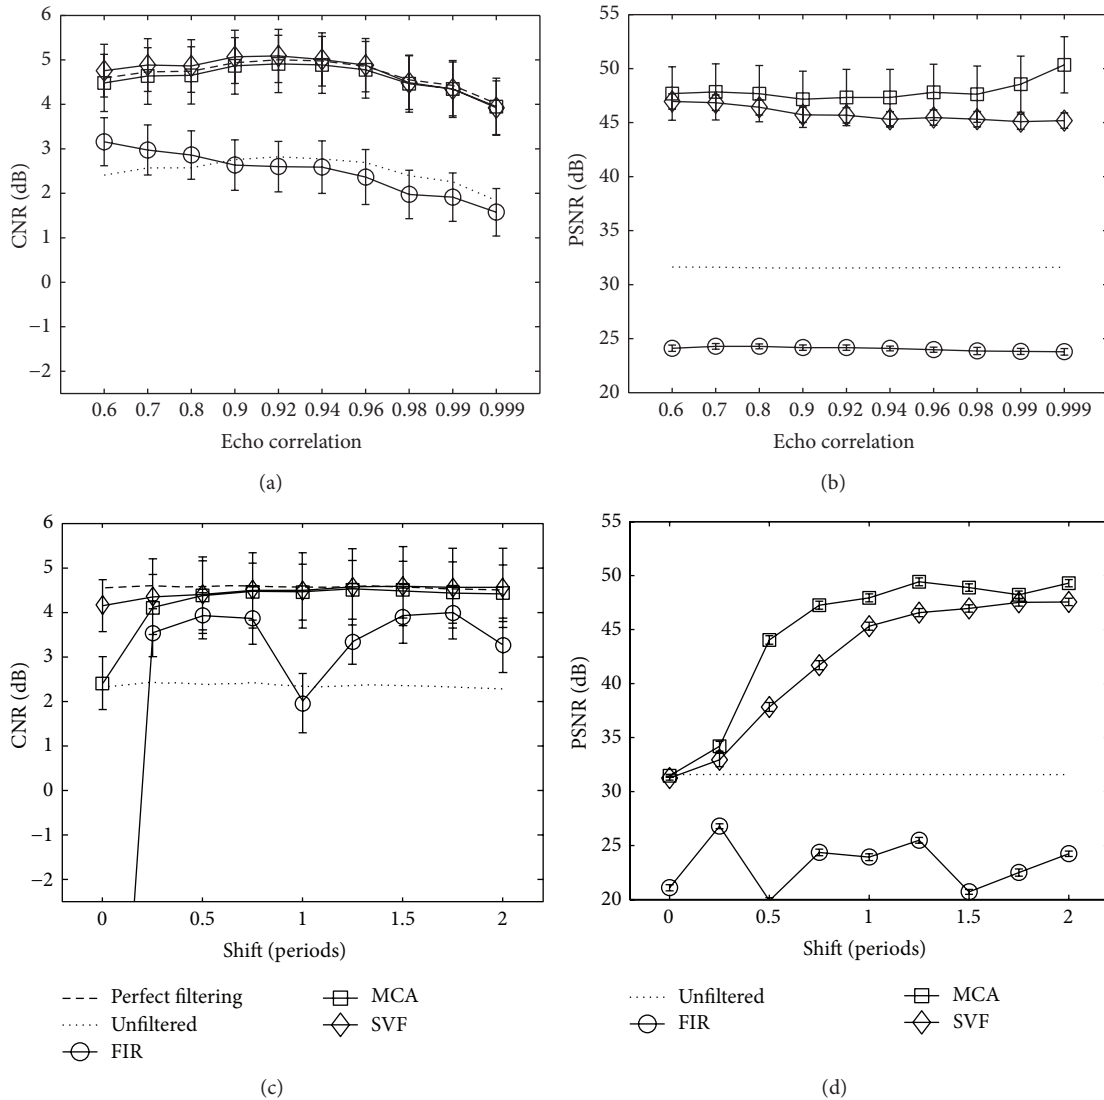 6
5
4
3
2
1
0
−1
−2
CNR (dB)
0.6 0.7 0.8 0.9 0.92 0.94 0.96 0.98 0.99 0.999
Echo correlation
(a)
55
50
45
40
35
31
25
20
PSNR (dB)
0.6 0.7 0.8 0.9 0.92 0.94 0.96 0.98 0.99 0.999
Echo correlation
(b)
6
5
4
3
2
1
0
−1
−2
CNR (dB)
0 0.5 1 1.5 2
Shift (periods)
Perfect filtering
Unfiltered
FIR
MCA
SVF
(c)
55
50
45
40
35
31
25
20
PSNR (dB)
0 0.5 1 1.5 2
Shift (periods)
Unfiltered
FIR
MCA
SVF
(d)